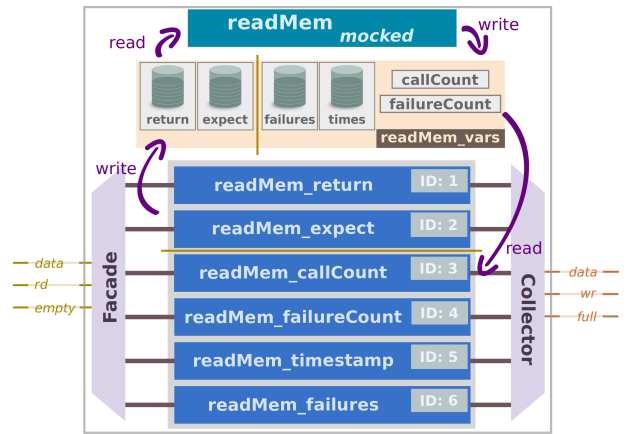 readMem
mocked
read
write
return
expect
failures
times
callCount
failureCount
readMem_vars
write
readMem_return
ID: 1
readMem_expect
ID: 2
read
readMem_callCount
ID: 3
readMem_failureCount
ID: 4
readMem_timestamp
ID: 5
readMem_failures
ID: 6
Facade
Collector
data
rd
empty
data
wr
full